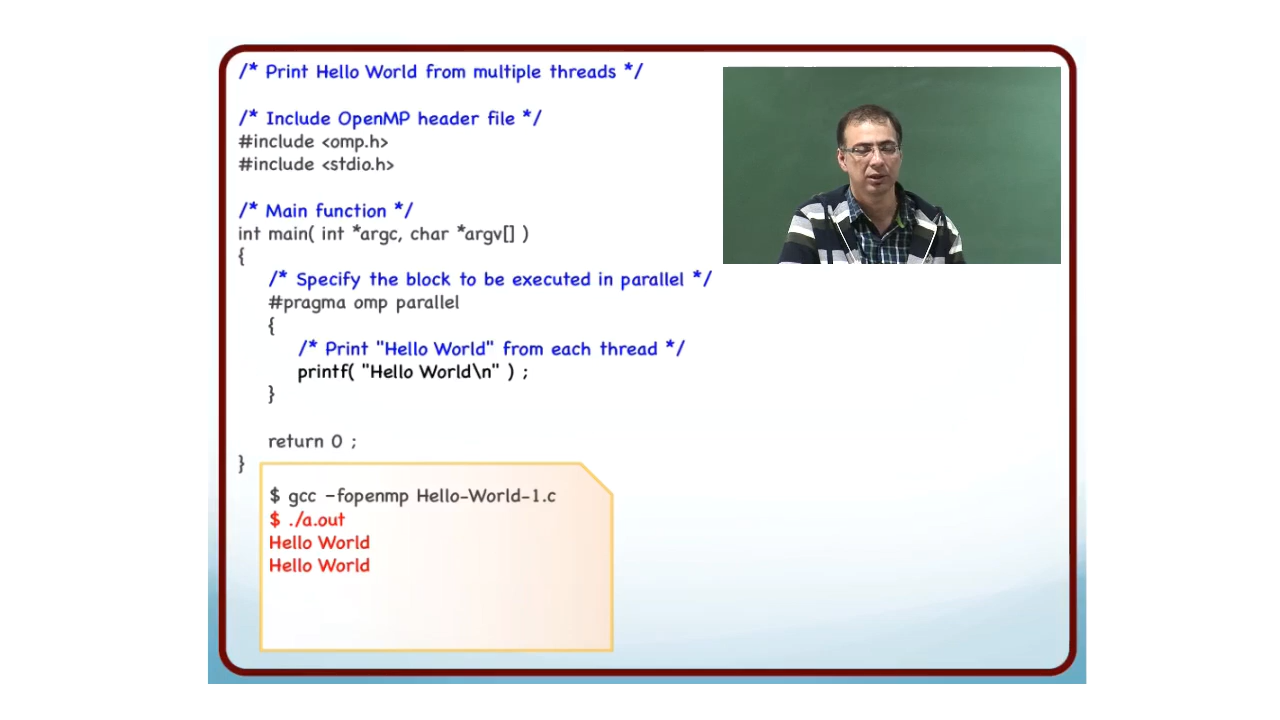 /* Print Hello World from multiple threads */
/* Include OpenMP header file */
#include <omp.h>
#include <stdio.h>
/* Main function */
int main( int *argc, char *argv[] )
{
/* Specify the block to be executed in parallel */
#pragma omp parallel
{
/* Print "Hello World" from each thread */
printf( "Hello World\n" ) ;
}
return 0 ;
}
$ gcc -fopenmp Hello-World-1.c
$ ./a.out
Hello World
Hello World